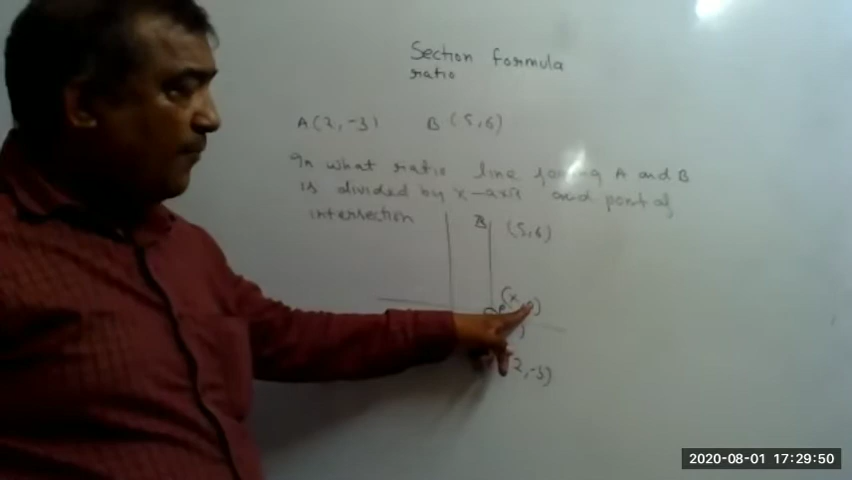 Section formula
ratio
A(2,-3) B (5,6)
In what ratio line joining A and B
is divided by x-axis and point of
intersection
B (5,6)
(x,
2,-3)
2020-08-01 17:29:50